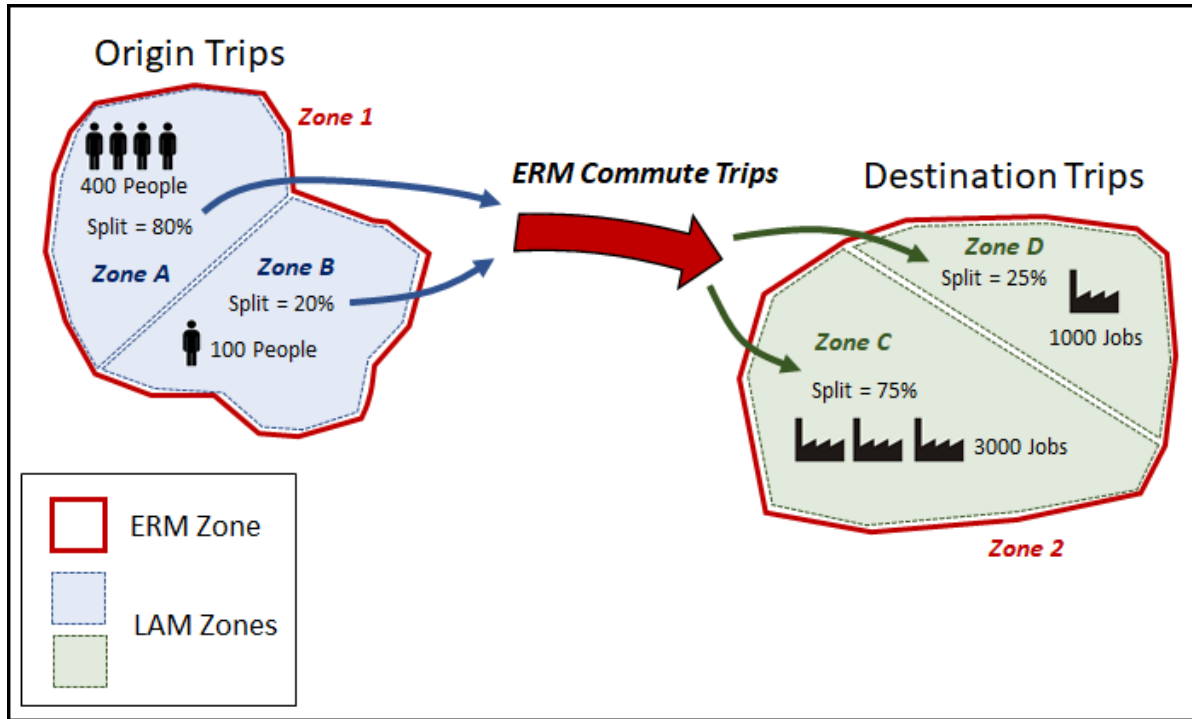 Origin Trips
Zone 1
400 People
Split = 80%
Zone A
Zone B
Split = 20%
100 People
ERM Commute Trips
Destination Trips
Zone D
Split = 25%
1000 Jobs
Zone C
Split = 75%
3000 Jobs
Zone 2
ERM Zone
LAM Zones